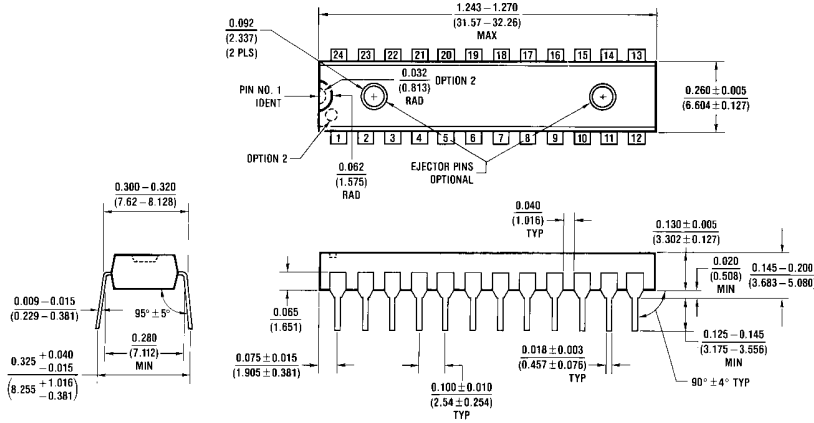 1.243 – 1.270
(31.57 – 32.26)
MAX
0.092
(2.337)
(2 PLS)
24 23 22 21 20 19 18 17 16 15 14 13
0.032
(0.813)
RAD
OPTION 2
PIN NO. 1
IDENT
0.260 ± 0.005
(6.604 ± 0.127)
1 2 3 4 5 6 7 8 9 10 11 12
OPTION 2
0.062
(1.575)
RAD
EJECTOR PINS
OPTIONAL
0.300 – 0.320
(7.62 – 8.128)
0.040
(1.016)
TYP
0.130 ± 0.005
(3.302 ± 0.127)
0.020
(0.508)
MIN
0.145 – 0.200
(3.683 – 5.080)
0.009 – 0.015
(0.229 – 0.381)
95° ± 5°
0.065
(1.651)
0.280
(7.112)
MIN
0.125 – 0.145
(3.175 – 3.556)
MIN
0.325 + 0.040
– 0.015
(8.255 + 1.016
– 0.381)
0.075 ± 0.015
(1.905 ± 0.381)
0.018 ± 0.003
(0.457 ± 0.076)
TYP
90° ± 4° TYP
0.100 ± 0.010
(2.54 ± 0.254)
TYP